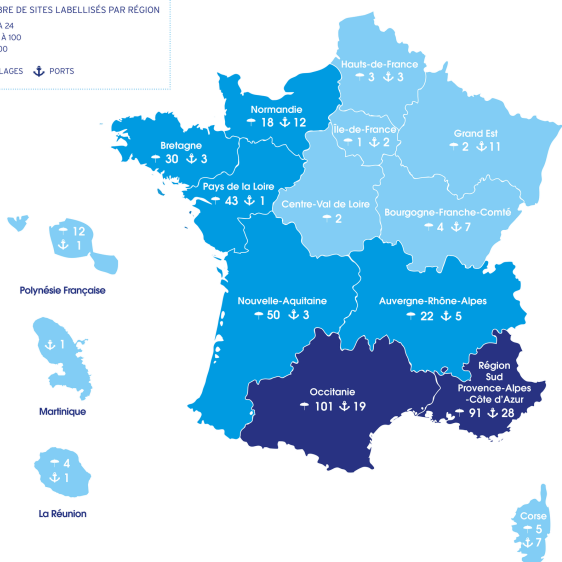 BRE DE SITES LABELLISÉS PAR RÉGION
À 24
À 100
00
LAGES PORTS
Hauts-de-France
3 3
Normandie
18 12
Île-de-France
1 2
Grand Est
2 11
Bretagne
30 3
Pays de la Loire
43 1
Centre-Val de Loire
2
Bourgogne-Franche-Comté
4 7
12
1
Polynésie Française
Nouvelle-Aquitaine
50 3
Auvergne-Rhône-Alpes
22 5
1
Martinique
Région
Sud
Provence-Alpes
-Côte d'Azur
91 28
Occitanie
101 19
4
1
La Réunion
Corse
5
7